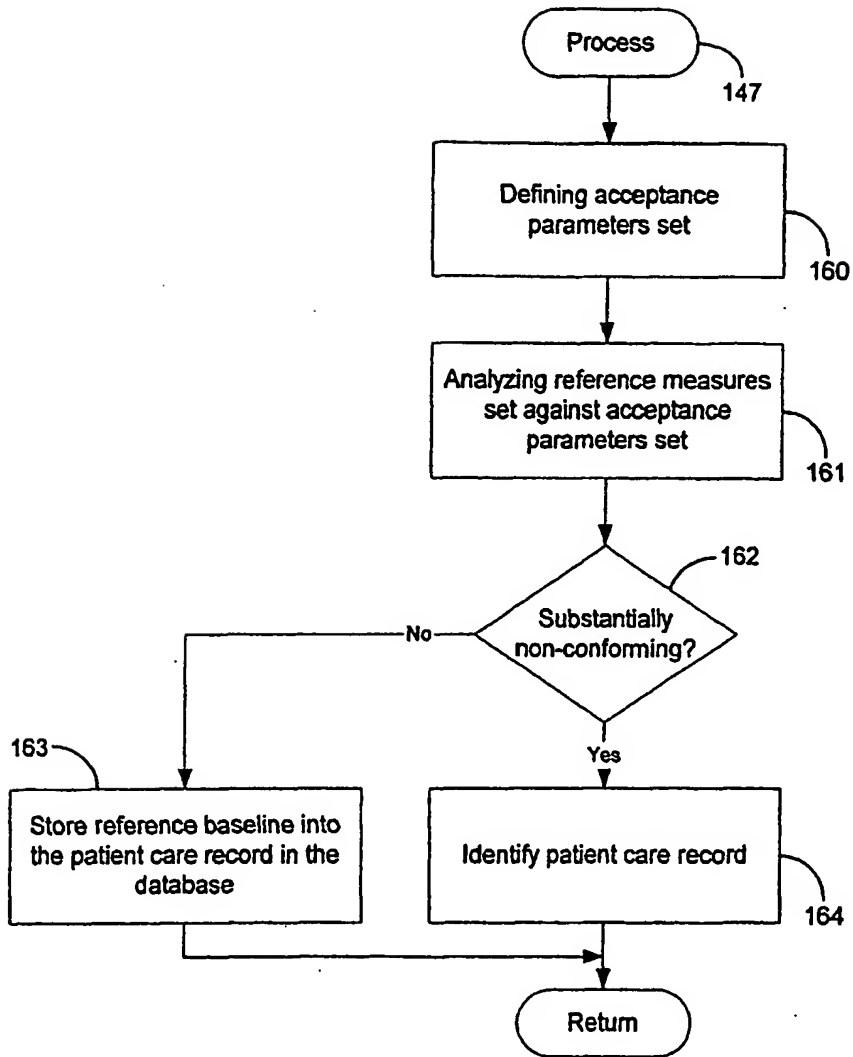 Process
147
Defining acceptance
parameters set
160
Analyzing reference measures
set against acceptance
parameters set
161
162
Substantially
non-conforming?
No
Yes
163
Store reference baseline into
the patient care record in the
database
Identify patient care record
164
Return